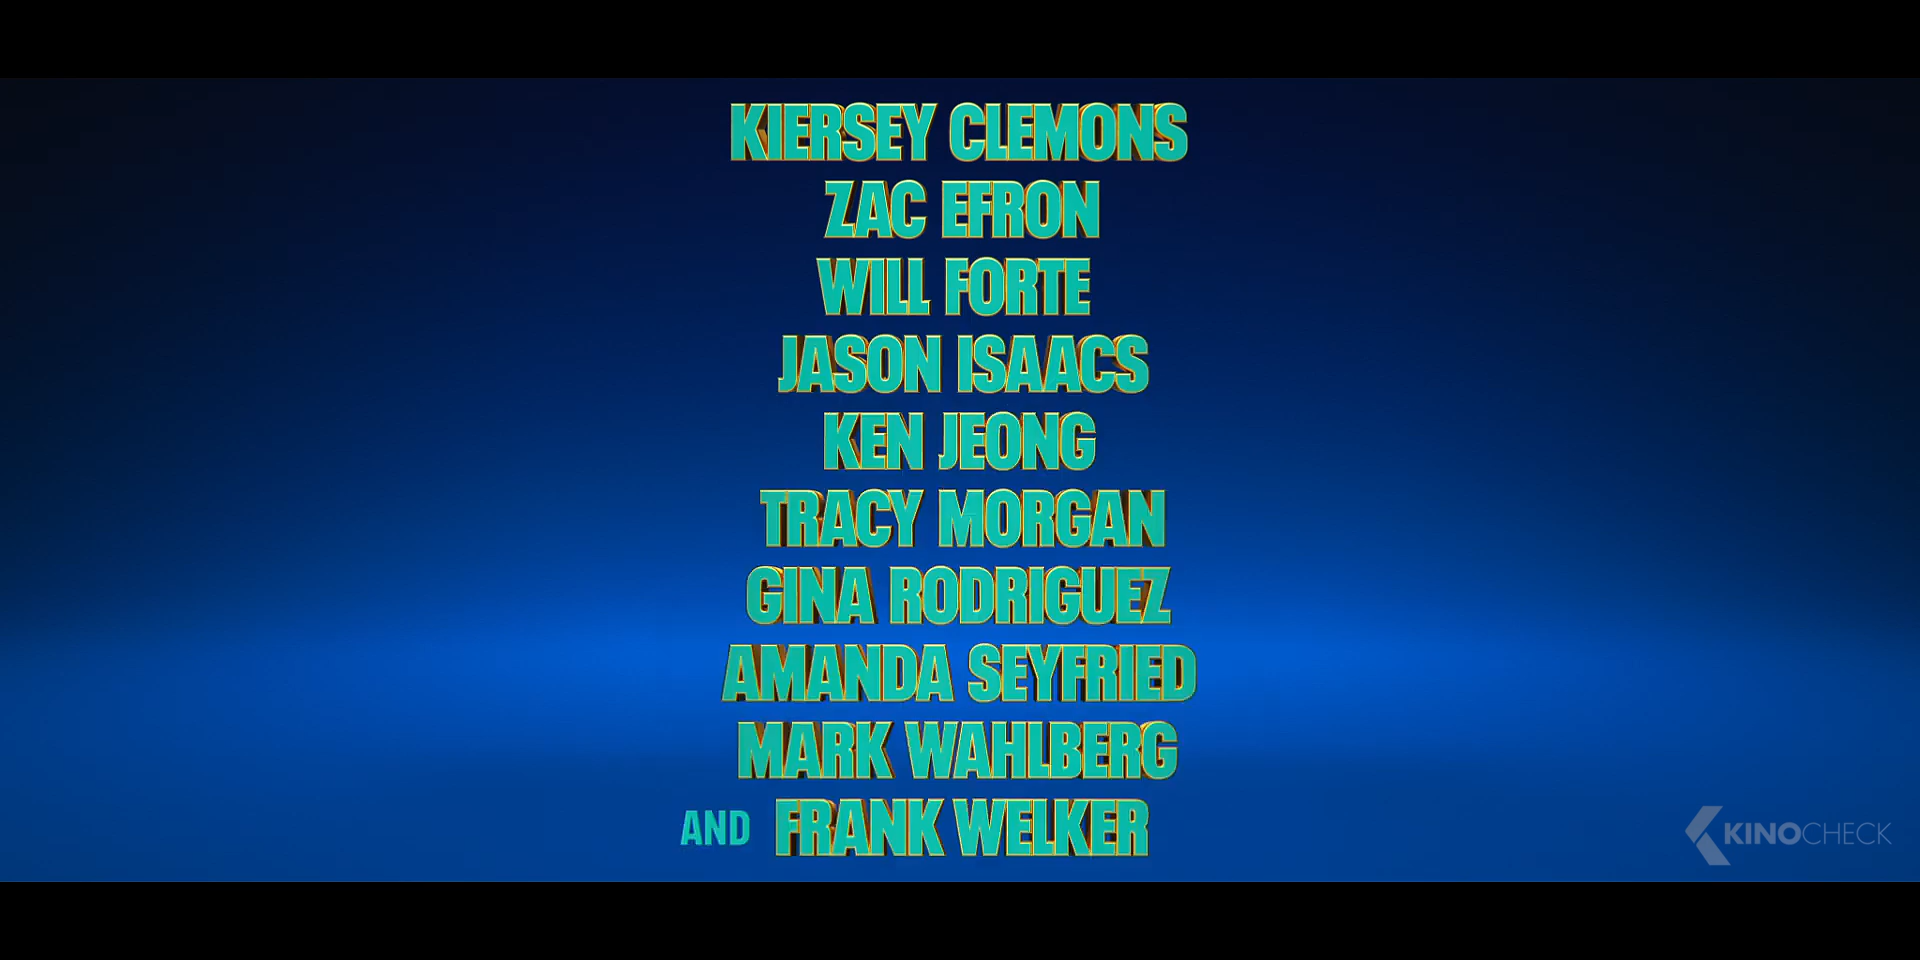 KIERSEY CLEMONS
ZAC EFRON
WILL FORTE
JASON ISAACS
KEN JEONG
TRACY MORGAN
GINA RODRIGUEZ
AMANDA SEYFRIED
MARK WAHLBERG
AND FRANK WELKER
KINOCHECK